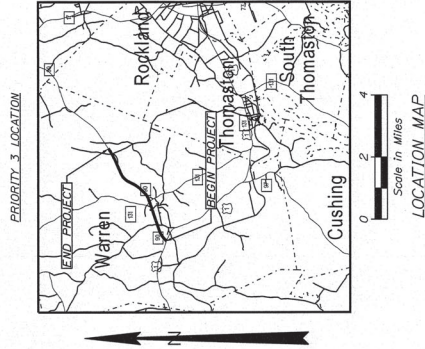 PRIORITY 3 LOCATION
Rockland
Thomaston
South
Thomaston
BEGIN PROJECT
END PROJECT
Warren
Cushing
N
0 2 4
Scale in Miles
LOCATION MAP